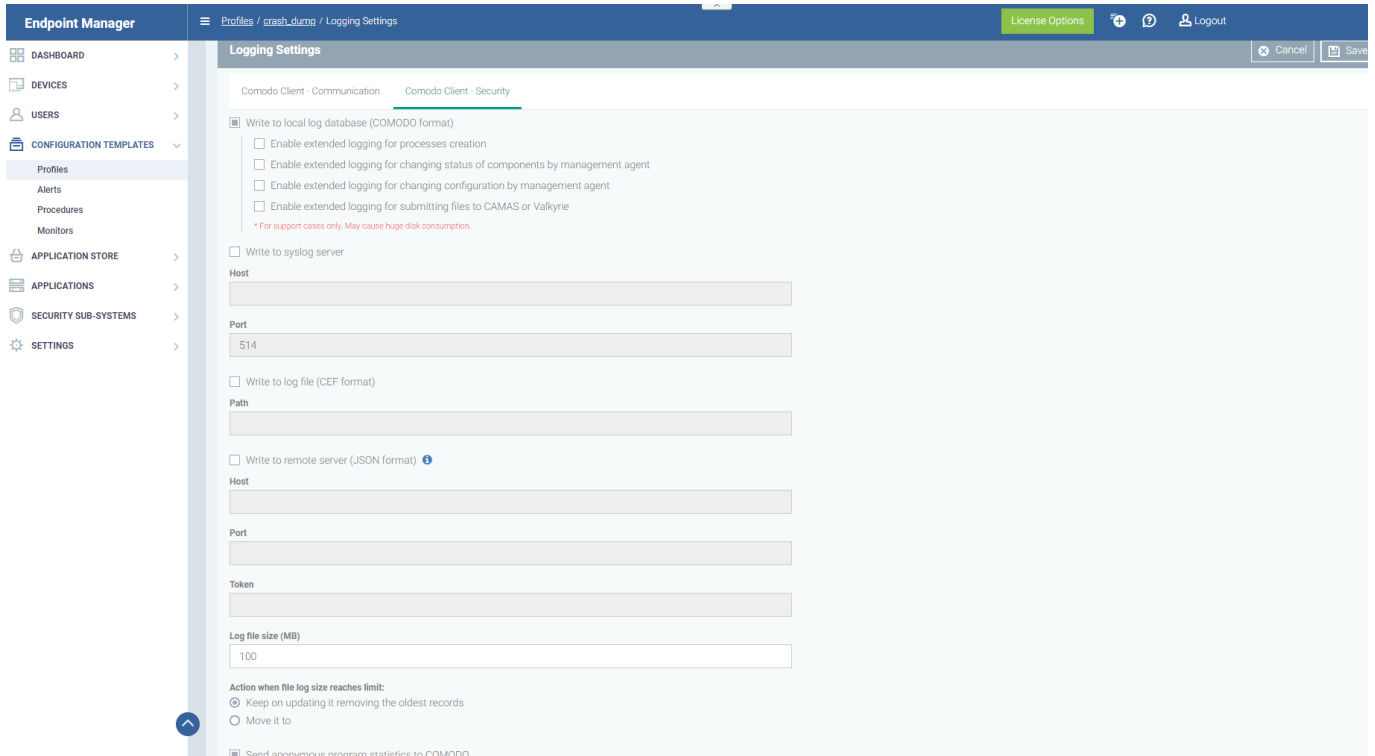 Endpoint Manager
Profiles / crash_dump / Logging Settings
License Options
Logout
DASHBOARD
DEVICES
USERS
CONFIGURATION TEMPLATES
Profiles
Alerts
Procedures
Monitors
APPLICATION STORE
APPLICATIONS
SECURITY SUB-SYSTEMS
SETTINGS
Logging Settings
Cancel
Save
Comodo Client - Communication
Comodo Client - Security
Write to local log database (COMODO format)
Enable extended logging for processes creation
Enable extended logging for changing status of components by management agent
Enable extended logging for changing configuration by management agent
Enable extended logging for submitting files to CAMAS or Valkyrie
* For support cases only. May cause huge disk consumption.
Write to syslog server
Host
Port
514
Write to log file (CEF format)
Path
Write to remote server (JSON format)
Host
Port
Token
Log file size (MB)
100
Action when file log size reaches limit:
Keep on updating it removing the oldest records
Move it to
Send anonymous program statistics to COMODO